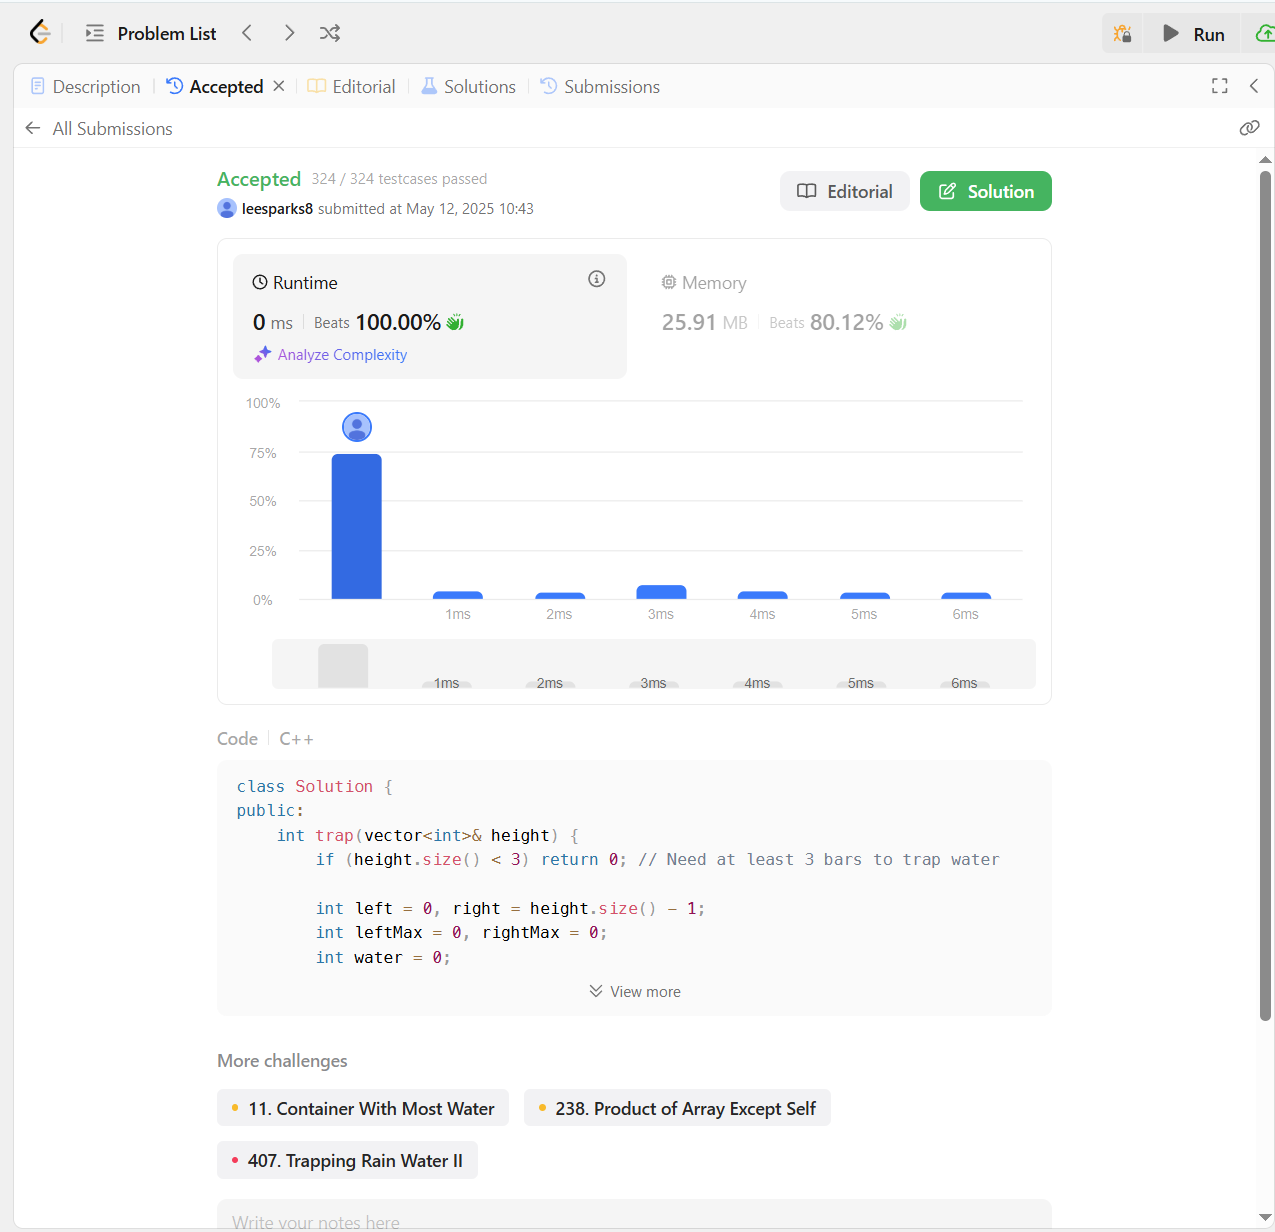 Problem List
Run
Description
Accepted
Editorial
Solutions
Submissions
All Submissions
Accepted 324 / 324 testcases passed
leesparks8 submitted at May 12, 2025 10:43
Editorial
Solution
Runtime
0 ms
Beats 100.00%
Analyze Complexity
Memory
25.91 MB
Beats 80.12%
100%
75%
50%
25%
0%
1ms 2ms 3ms 4ms 5ms 6ms
1ms 2ms 3ms 4ms 5ms 6ms
Code
C++
class Solution {
public:
    int trap(vector<int>& height) {
        if (height.size() < 3) return 0; // Need at least 3 bars to trap water
        int left = 0, right = height.size() - 1;
        int leftMax = 0, rightMax = 0;
        int water = 0;
View more
More challenges
11. Container With Most Water
238. Product of Array Except Self
407. Trapping Rain Water II
Write your notes here